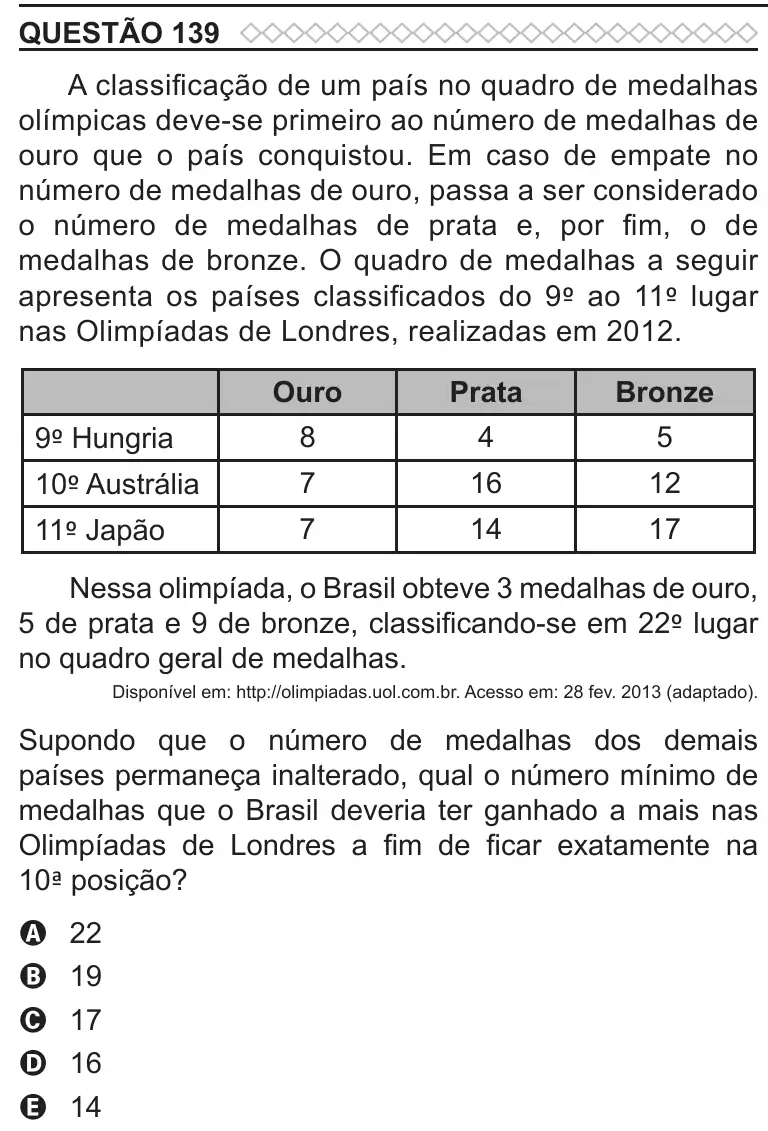 QUESTÃO 139
A classificação de um país no quadro de medalhas
olímpicas deve-se primeiro ao número de medalhas de
ouro que o país conquistou. Em caso de empate no
número de medalhas de ouro, passa a ser considerado
o número de medalhas de prata e, por fim, o de
medalhas de bronze. O quadro de medalhas a seguir
apresenta os países classificados do 9º ao 11º lugar
nas Olimpíadas de Londres, realizadas em 2012.
Ouro Prata Bronze
9º Hungria 8 4 5
10º Austrália 7 16 12
11º Japão 7 14 17
Nessa olimpíada, o Brasil obteve 3 medalhas de ouro,
5 de prata e 9 de bronze, classificando-se em 22º lugar
no quadro geral de medalhas.
Disponível em: http://olimpiadas.uol.com.br. Acesso em: 28 fev. 2013 (adaptado).
Supondo que o número de medalhas dos demais
países permaneça inalterado, qual o número mínimo de
medalhas que o Brasil deveria ter ganhado a mais nas
Olimpíadas de Londres a fim de ficar exatamente na
10ª posição?
A 22
B 19
C 17
D 16
E 14